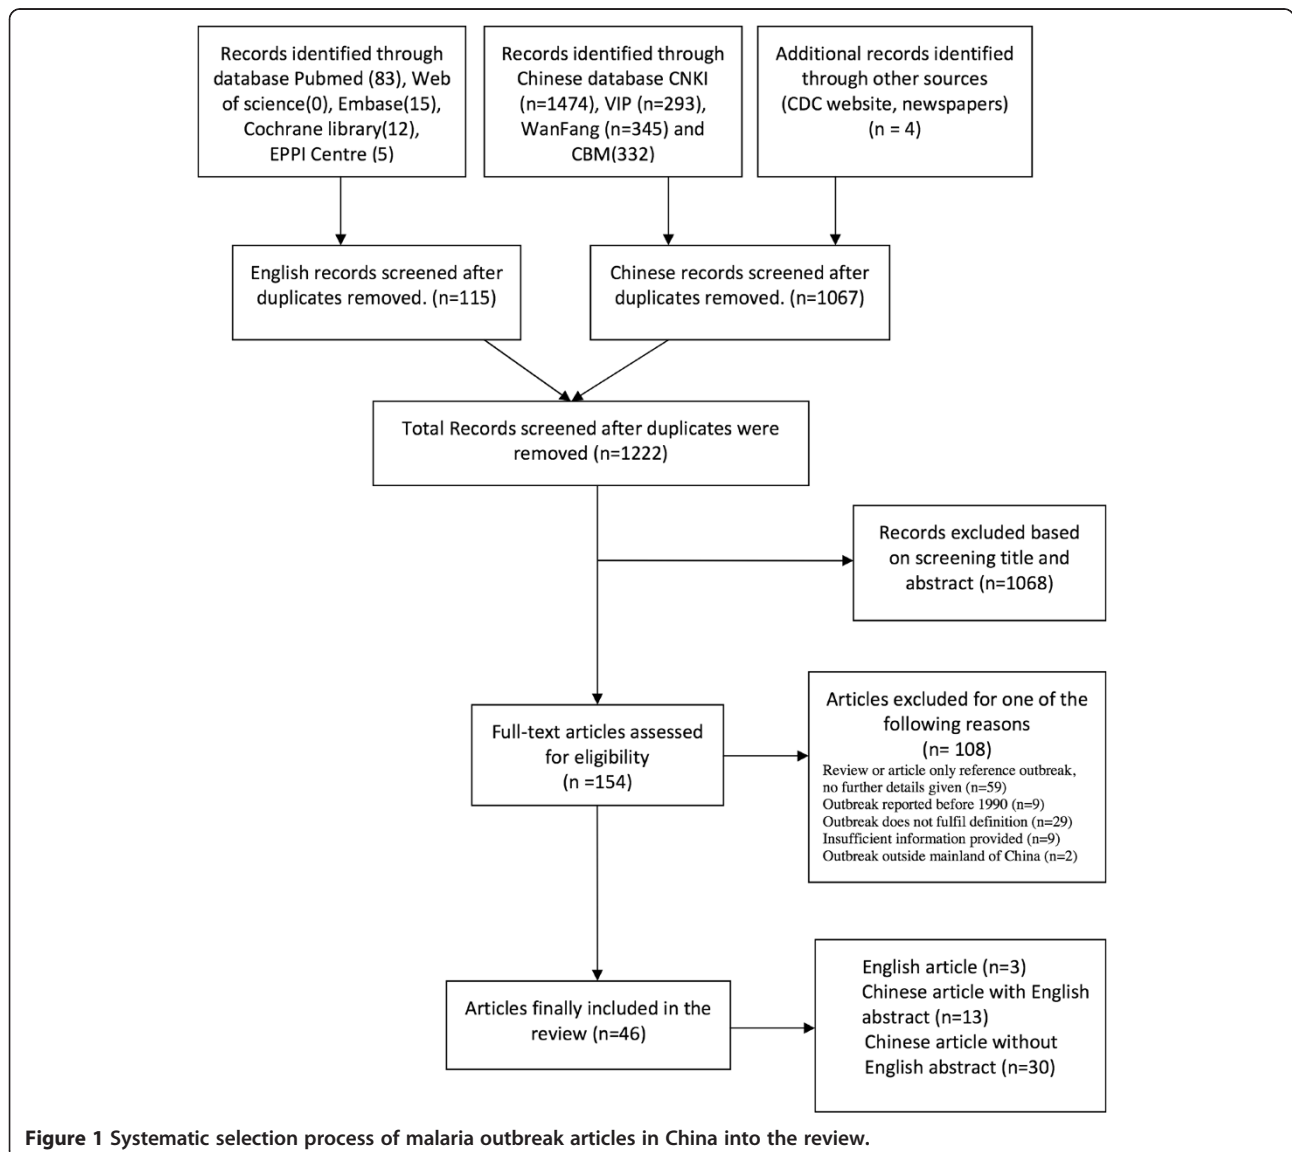 Records identified through
database Pubmed (83), Web
of science(0), Embase(15),
Cochrane library(12),
EPPI Centre (5)
Records identified through
Chinese database CNKI
(n=1474), VIP (n=293),
WanFang (n=345) and
CBM(332)
Additional records identified
through other sources
(CDC website, newspapers)
(n = 4)
English records screened after
duplicates removed. (n=115)
Chinese records screened after
duplicates removed. (n=1067)
Total Records screened after duplicates were
removed (n=1222)
Records excluded based
on screening title and
abstract (n=1068)
Full-text articles assessed
for eligibility
(n =154)
Articles excluded for one of the
following reasons
(n= 108)
Review or article only reference outbreak,
no further details given (n=59)
Outbreak reported before 1990 (n=9)
Outbreak does not fulfil definition (n=29)
Insufficient information provided (n=9)
Outbreak outside mainland of China (n=2)
Articles finally included in the
review (n=46)
English article (n=3)
Chinese article with English
abstract (n=13)
Chinese article without
English abstract (n=30)
Figure 1 Systematic selection process of malaria outbreak articles in China into the review.